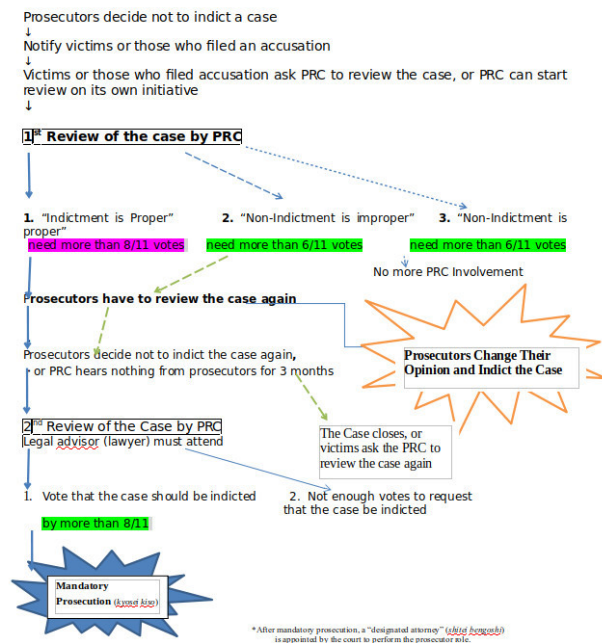 Prosecutors decide not to indict a case
↓
Notify victims or those who filed an accusation
↓
Victims or those who filed accusation ask PRC to review the case, or PRC can start
review on its own initiative
↓
1st Review of the case by PRC
1. “Indictment is Proper” 2. “Non-Indictment is improper” 3. “Non-Indictment is
proper”
need more than 8/11 votes need more than 6/11 votes need more than 6/11 votes
No more PRC Involvement
Prosecutors have to review the case again
Prosecutors Change Their
Opinion and Indict the Case
Prosecutors decide not to indict the case again,
or PRC hears nothing from prosecutors for 3 months
2nd Review of the Case by PRC
Legal advisor (lawyer) must attend
The Case closes, or
victims ask the PRC to
review the case again
1. Vote that the case should be indicted 2. Not enough votes to request
that the case be indicted
by more than 8/11
Mandatory
Prosecution (kyosei kiso)
*After mandatory prosecution, a “designated attorney” (shitei bengoshi)
is appointed by the court to perform the prosecutor role.